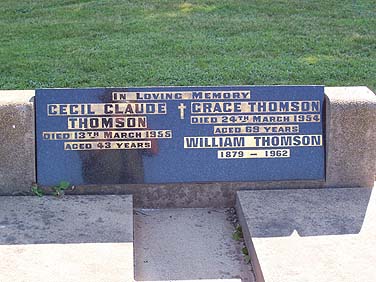 In Loving Memory
Cecil Claude
Thomson
Died 13th March 1955
Aged 43 Years
Grace Thomson
Died 24th March 1954
Aged 69 Years
William Thomson
1879 – 1962